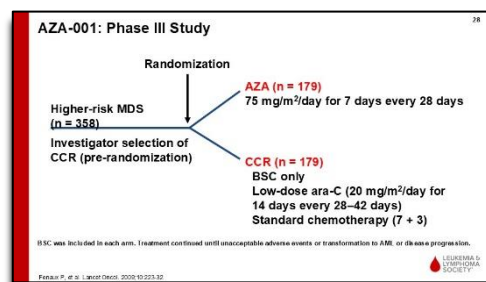 28
AZA-001: Phase III Study
Randomization
AZA (n = 179)
75 mg/m²/day for 7 days every 28 days
Higher-risk MDS
(n = 358)
Investigator selection of
CCR (pre-randomization)
CCR (n = 179)
BSC only
Low-dose ara-C (20 mg/m²/day for
14 days every 28–42 days)
Standard chemotherapy (7 + 3)
BSC was included in each arm. Treatment continued until unacceptable adverse events or transformation to AML or disease progression.
Fenaux P, et al. Lancet Oncol. 2009;10:223-32.
LEUKEMIA &
LYMPHOMA
SOCIETY